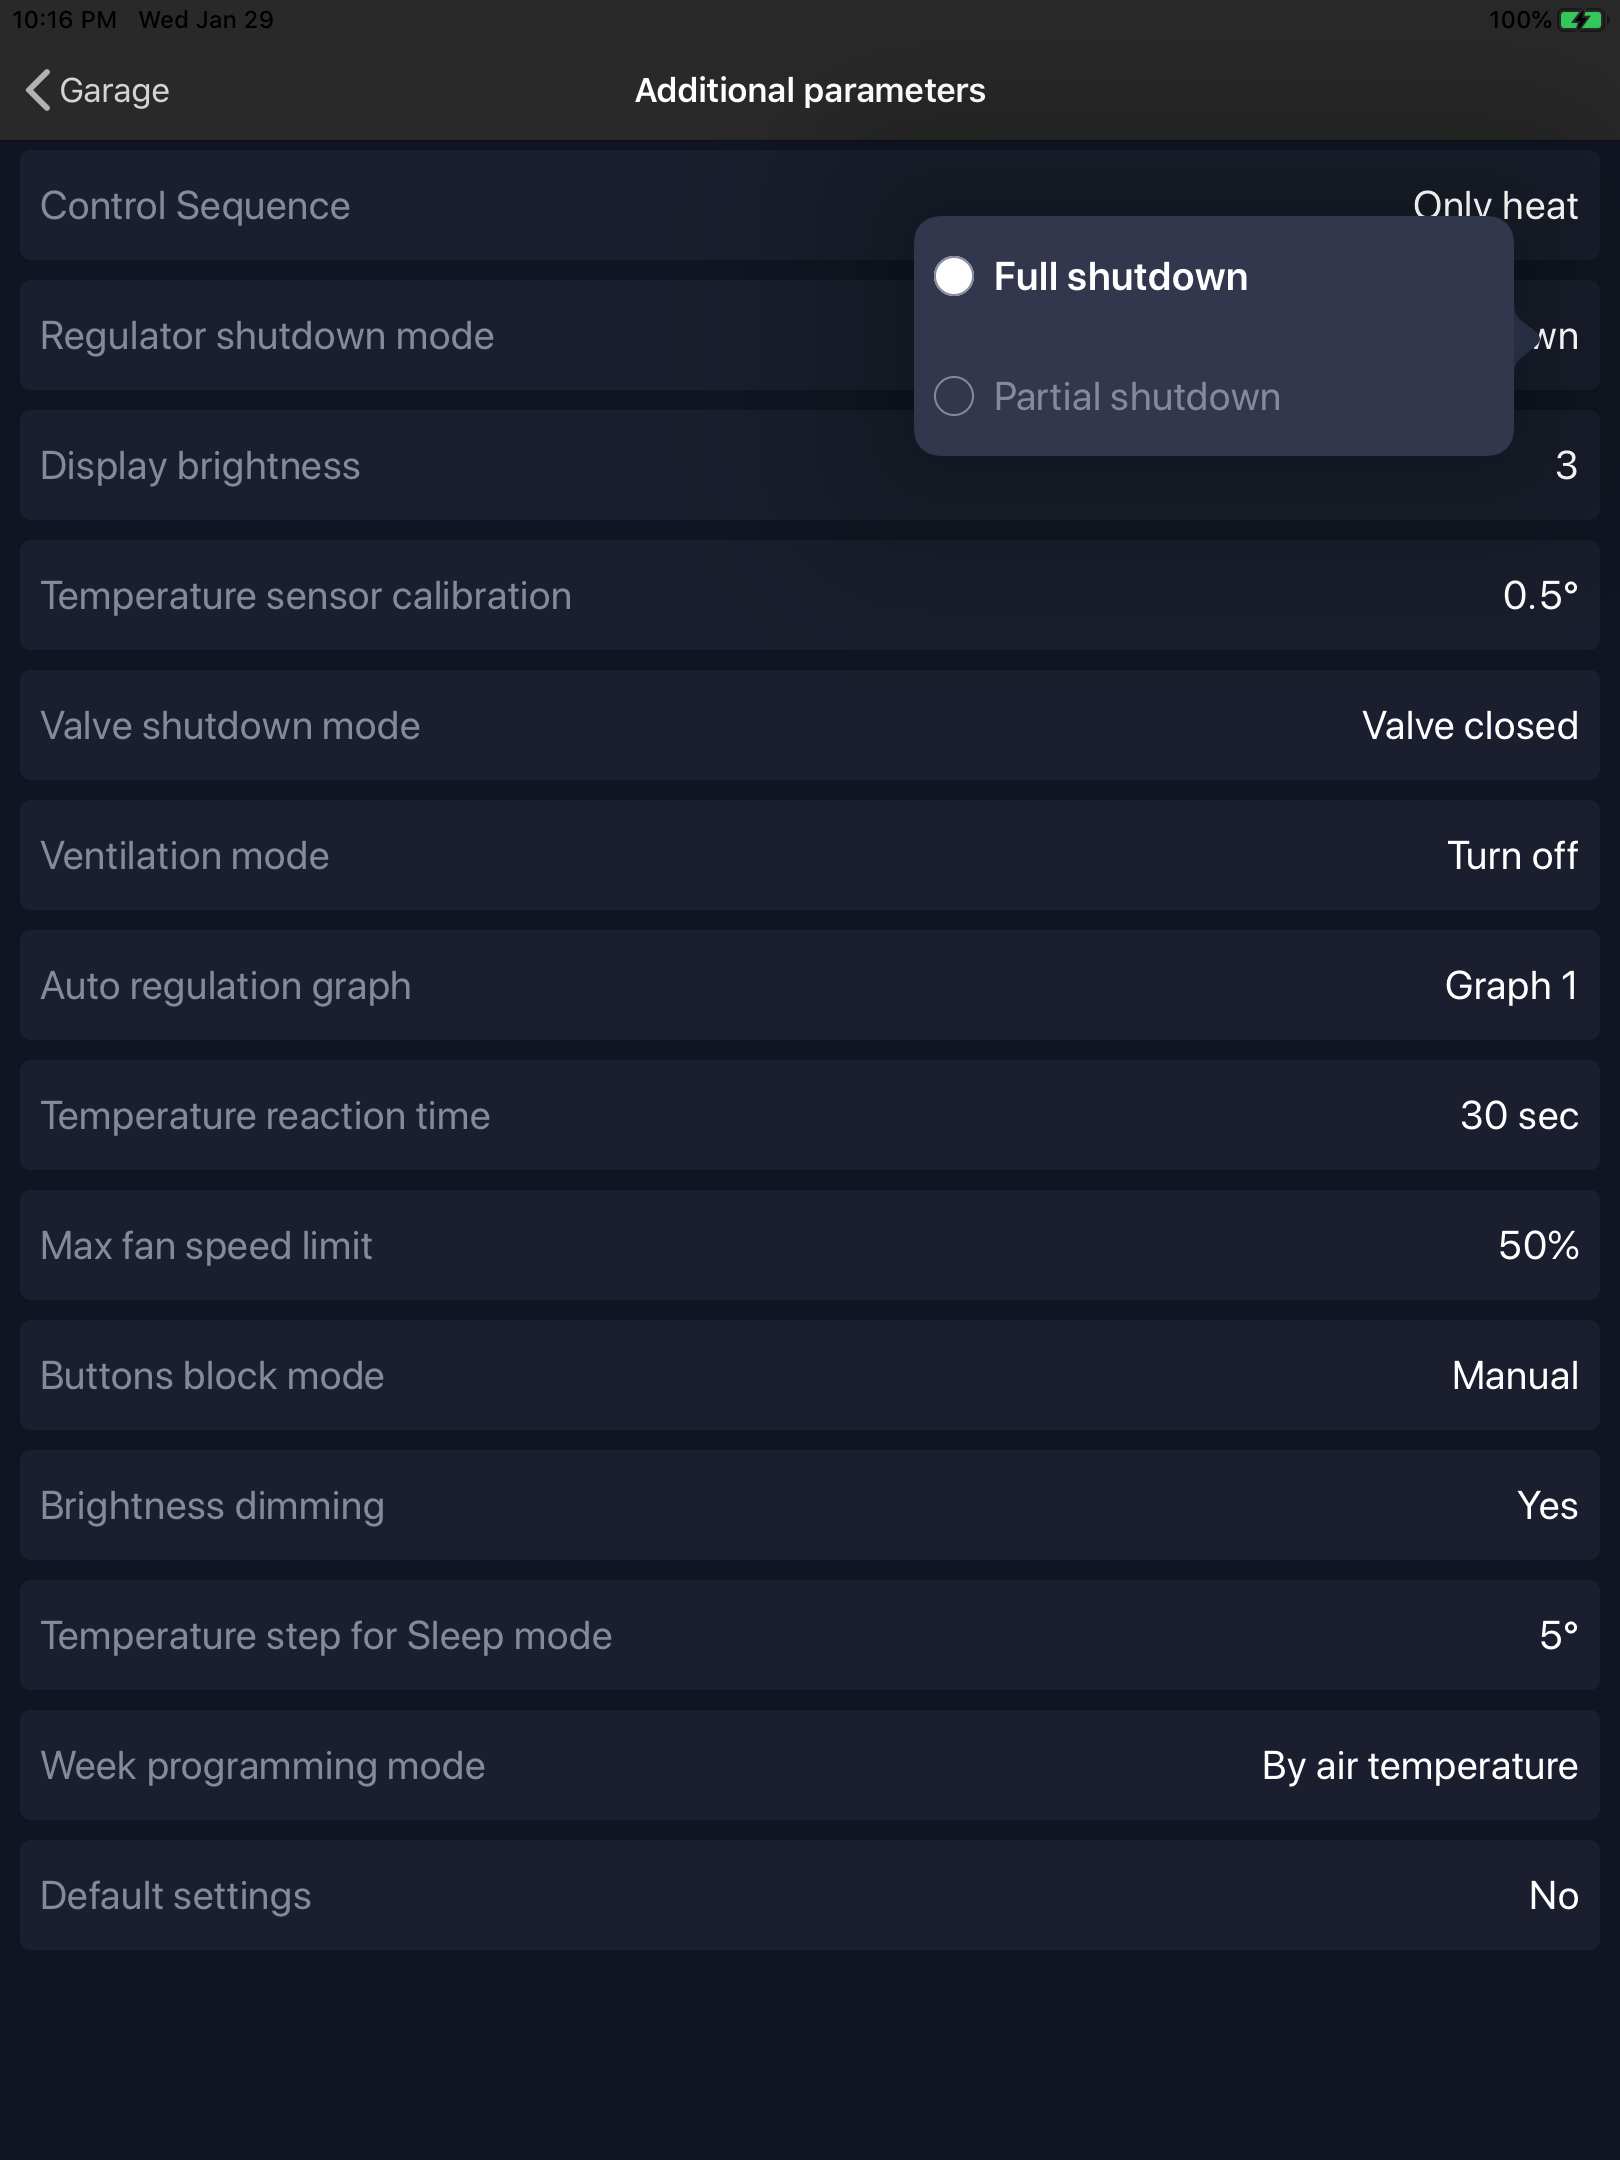 10:16 PM Wed Jan 29 100%
Garage Additional parameters
Control Sequence Only heat
Full shutdown
Regulator shutdown mode
Partial shutdown
Display brightness 3
Temperature sensor calibration 0.5°
Valve shutdown mode Valve closed
Ventilation mode Turn off
Auto regulation graph Graph 1
Temperature reaction time 30 sec
Max fan speed limit 50%
Buttons block mode Manual
Brightness dimming Yes
Temperature step for Sleep mode 5°
Week programming mode By air temperature
Default settings No